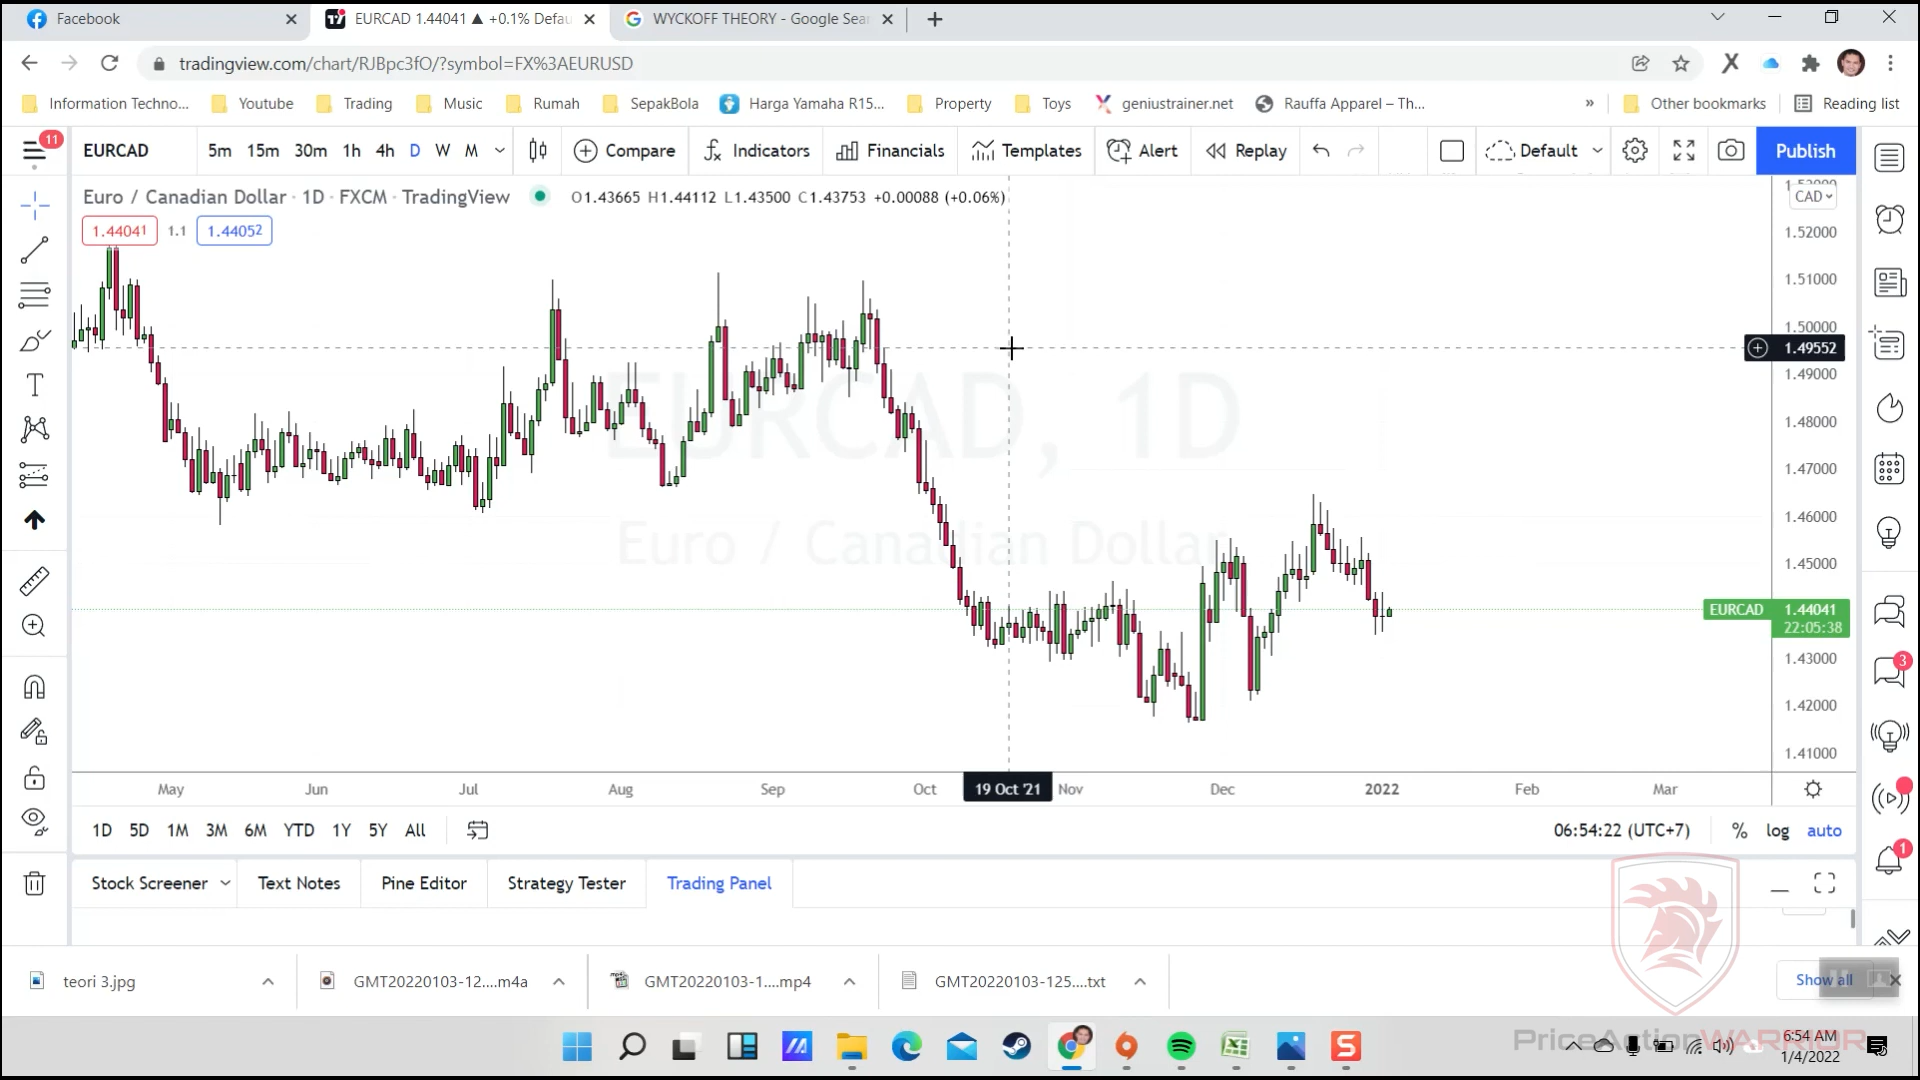 Facebook
EURCAD 1.44041 ▲ +0.1% Defau
WYCKOFF THEORY - Google Sear
tradingview.com/chart/RJBpc3fO/?symbol=FX%3AEURUSD
Information Techno...
Youtube
Trading
Music
Rumah
SepakBola
Harga Yamaha R15...
Property
Toys
geniustrainer.net
Rauffa Apparel – Th...
»
Other bookmarks
Reading list
11
EURCAD
5m 15m 30m 1h 4h D W M
Compare
Indicators
Financials
Templates
Alert
Replay
Default
Publish
Euro / Canadian Dollar · 1D · FXCM · TradingView
O1.43665 H1.44112 L1.43500 C1.43753 +0.00088 (+0.06%)
CAD
1.44041
1.1
1.44052
1.52000
1.51000
1.50000
1.49552
1.49000
1.48000
1.47000
1.46000
1.45000
EURCAD 1.44041
22:05:38
1.43000
1.42000
1.41000
EURCAD, 1D
Euro / Canadian Dollar
3
1
May
Jun
Jul
Aug
Sep
Oct
19 Oct '21
Nov
Dec
2022
Feb
Mar
1D 5D 1M 3M 6M YTD 1Y 5Y All
06:54:22 (UTC+7)
%
log
auto
Stock Screener
Text Notes
Pine Editor
Strategy Tester
Trading Panel
teori 3.jpg
GMT20220103-12....m4a
GMT20220103-1....mp4
GMT20220103-125....txt
Show all
PriceActionWARRIOR
6:54 AM
1/4/2022